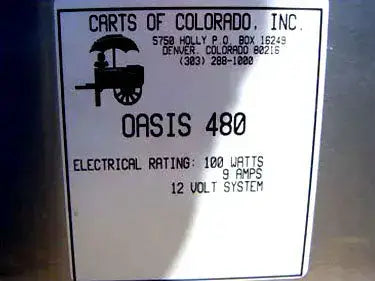 CARTS OF COLORADO, INC.
5750 HOLLY P.O. BOX 16249
DENVER, COLORADO 80216
(303) 288-1000
OASIS 480
ELECTRICAL RATING: 100 WATTS
9 AMPS
12 VOLT SYSTEM